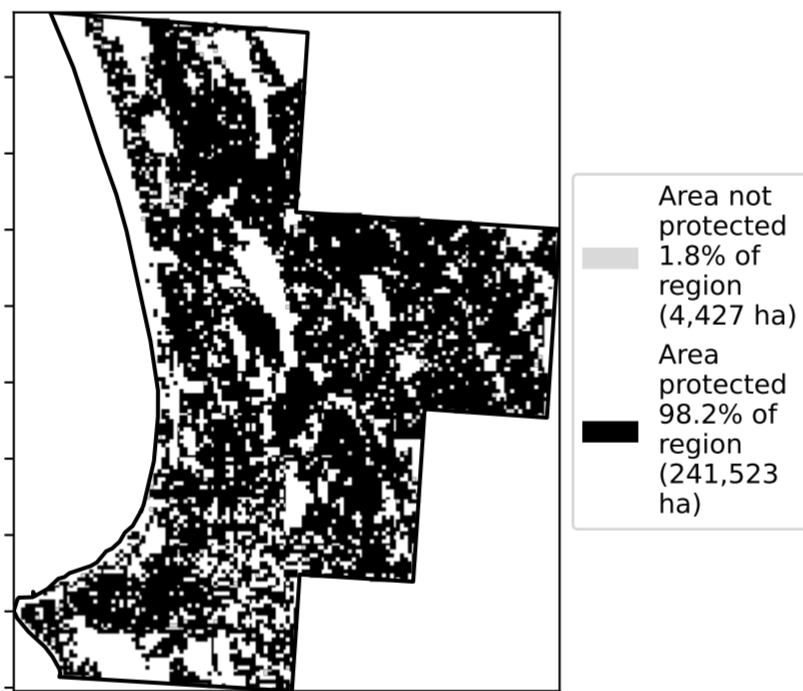 Area not
protected
1.8% of
region
(4,427 ha)
Area
protected
98.2% of
region
(241,523
ha)